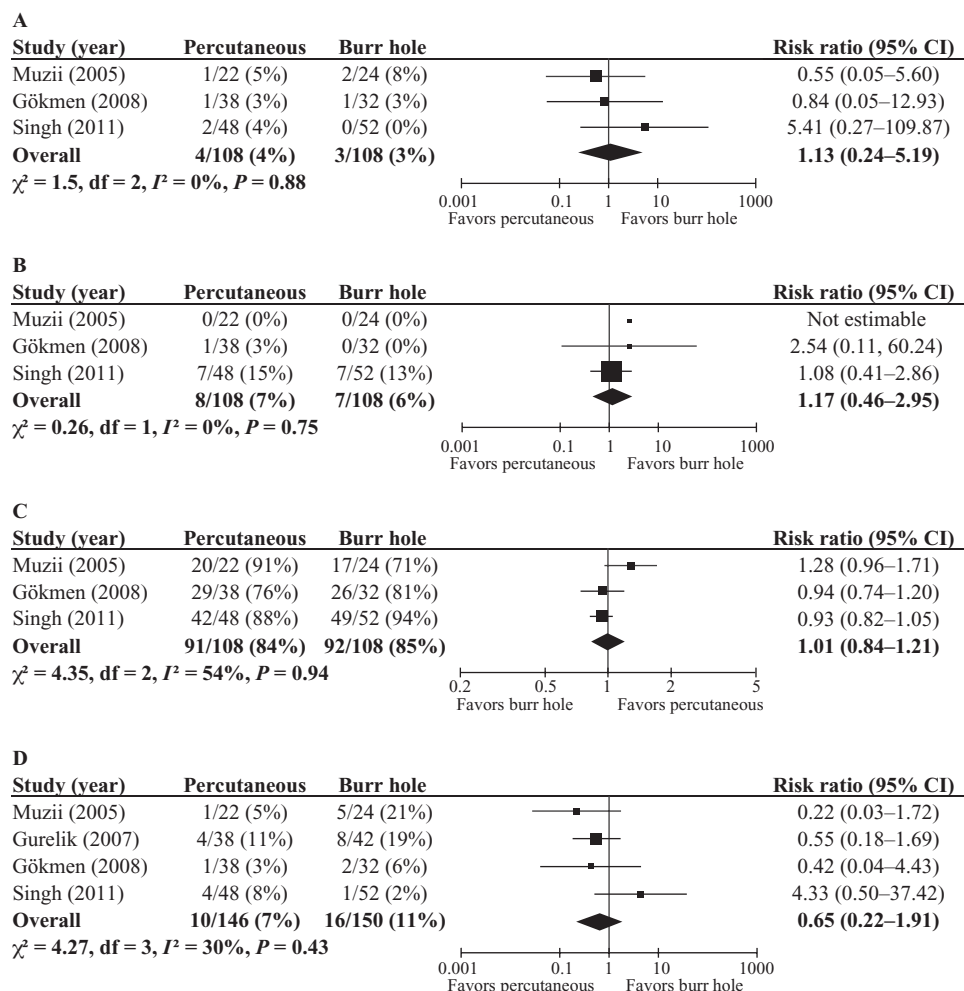 A
Study (year) Percutaneous Burr hole Risk ratio (95% CI)
Muzii (2005) 1/22 (5%) 2/24 (8%) 0.55 (0.05–5.60)
Gökmen (2008) 1/38 (3%) 1/32 (3%) 0.84 (0.05–12.93)
Singh (2011) 2/48 (4%) 0/52 (0%) 5.41 (0.27–109.87)
Overall 4/108 (4%) 3/108 (3%) 1.13 (0.24–5.19)
χ² = 1.5, df = 2, I² = 0%, P = 0.88
0.001 0.1 1 10 1000
Favors percutaneous Favors burr hole
B
Study (year) Percutaneous Burr hole Risk ratio (95% CI)
Muzii (2005) 0/22 (0%) 0/24 (0%) Not estimable
Gökmen (2008) 1/38 (3%) 0/32 (0%) 2.54 (0.11, 60.24)
Singh (2011) 7/48 (15%) 7/52 (13%) 1.08 (0.41–2.86)
Overall 8/108 (7%) 7/108 (6%) 1.17 (0.46–2.95)
χ² = 0.26, df = 1, I² = 0%, P = 0.75
0.001 0.1 1 10 1000
Favors percutaneous Favors burr hole
C
Study (year) Percutaneous Burr hole Risk ratio (95% CI)
Muzii (2005) 20/22 (91%) 17/24 (71%) 1.28 (0.96–1.71)
Gökmen (2008) 29/38 (76%) 26/32 (81%) 0.94 (0.74–1.20)
Singh (2011) 42/48 (88%) 49/52 (94%) 0.93 (0.82–1.05)
Overall 91/108 (84%) 92/108 (85%) 1.01 (0.84–1.21)
χ² = 4.35, df = 2, I² = 54%, P = 0.94
0.2 0.5 1 2 5
Favors burr hole Favors percutaneous
D
Study (year) Percutaneous Burr hole Risk ratio (95% CI)
Muzii (2005) 1/22 (5%) 5/24 (21%) 0.22 (0.03–1.72)
Gurelik (2007) 4/38 (11%) 8/42 (19%) 0.55 (0.18–1.69)
Gökmen (2008) 1/38 (3%) 2/32 (6%) 0.42 (0.04–4.43)
Singh (2011) 4/48 (8%) 1/52 (2%) 4.33 (0.50–37.42)
Overall 10/146 (7%) 16/150 (11%) 0.65 (0.22–1.91)
χ² = 4.27, df = 3, I² = 30%, P = 0.43
0.001 0.1 1 10 1000
Favors percutaneous Favors burr hole